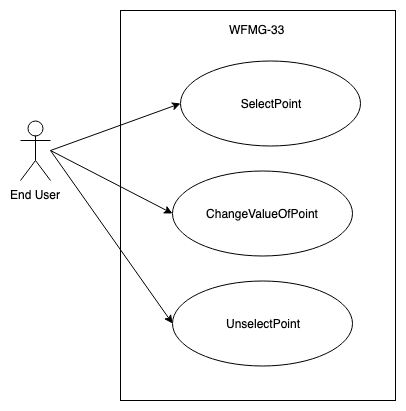 WFMG-33
SelectPoint
End User
ChangeValueOfPoint
UnselectPoint